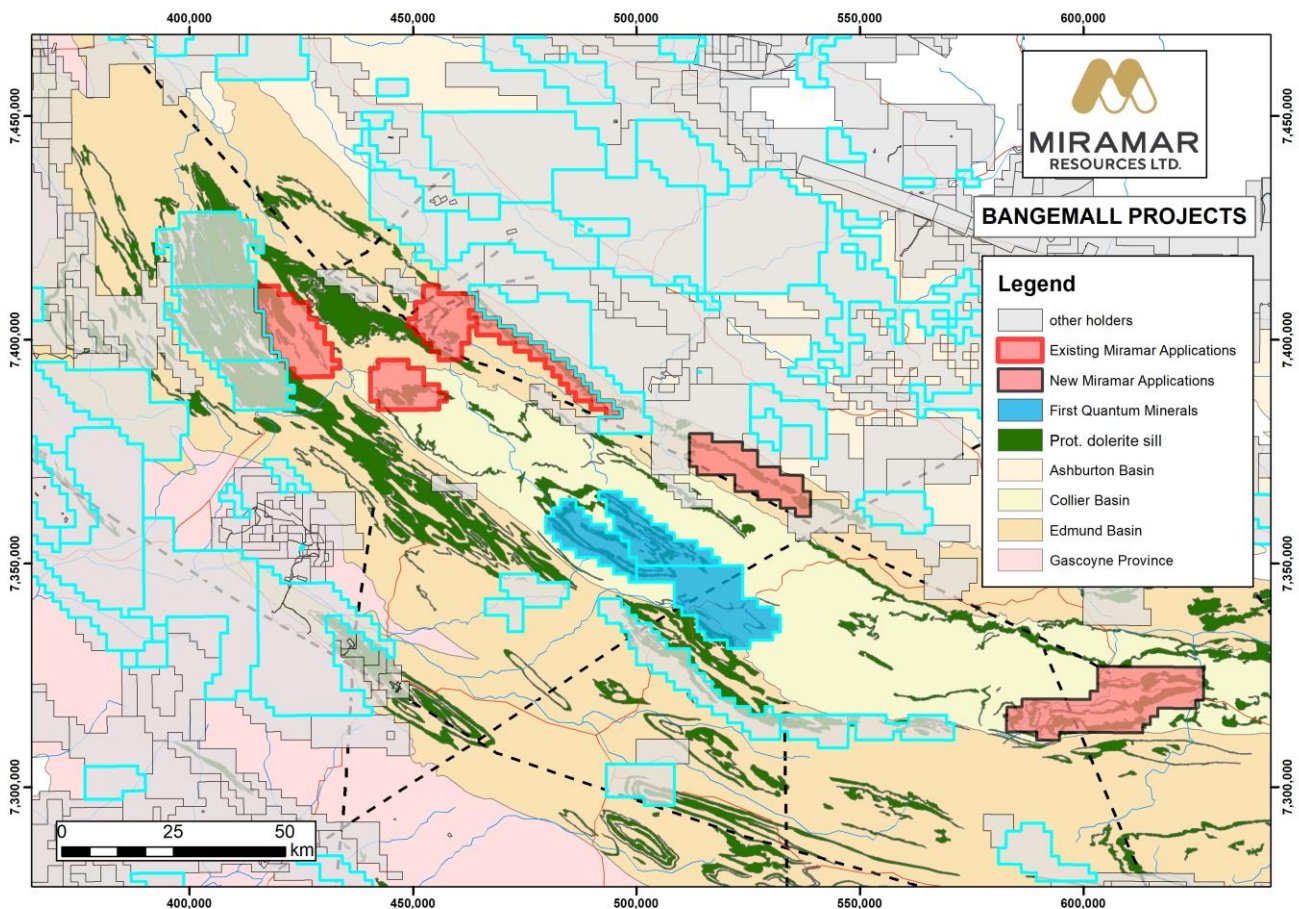 400,000 450,000 500,000 550,000 600,000
7,450,000
7,450,000
MIRAMAR
RESOURCES LTD.
BANGEMALL PROJECTS
Legend
other holders
Existing Miramar Applications
New Miramar Applications
First Quantum Minerals
Prot. dolerite sill
Ashburton Basin
Collier Basin
Edmund Basin
Gascoyne Province
7,400,000
7,400,000
7,350,000
7,350,000
7,300,000
7,300,000
0 25 50
km
400,000 450,000 500,000 550,000 600,000